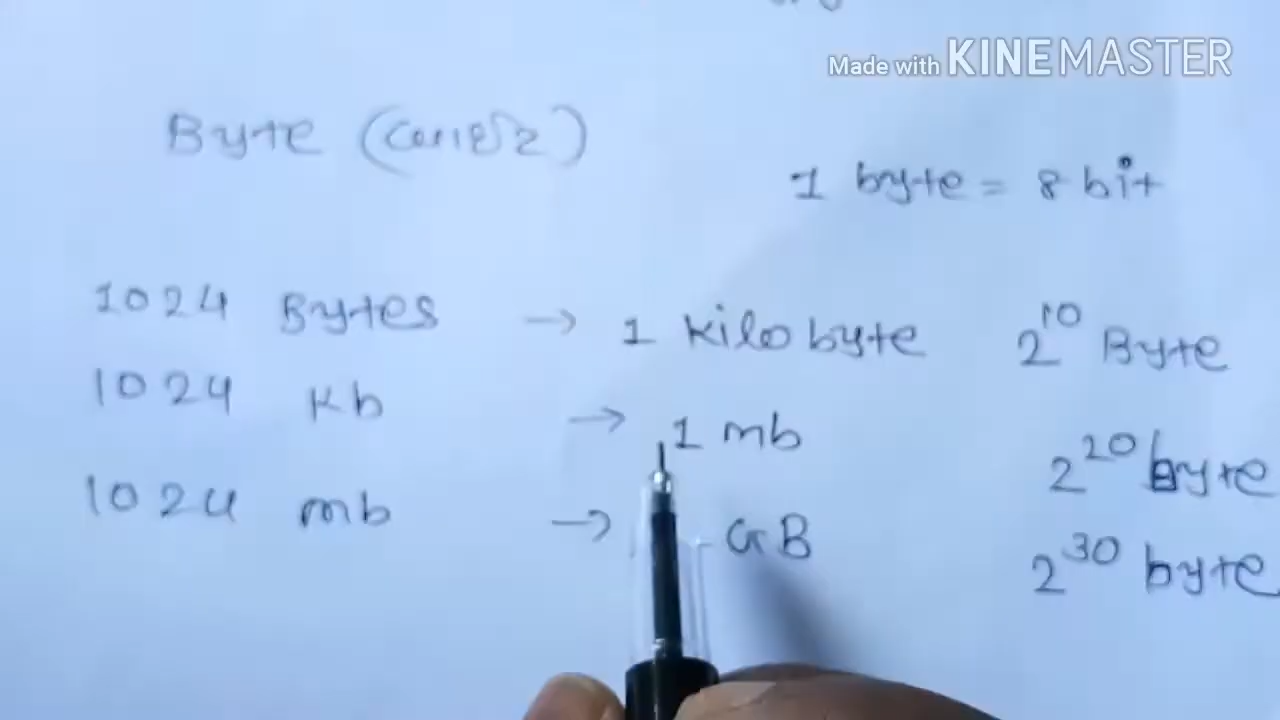 Made with KINEMASTER
Byte
1 byte = 8 bit
1024 Bytes → 1 Kilobyte 2^10 Byte
1024 Kb → 1 mb 2^20 byte
1024 mb → GB 2^30 byte